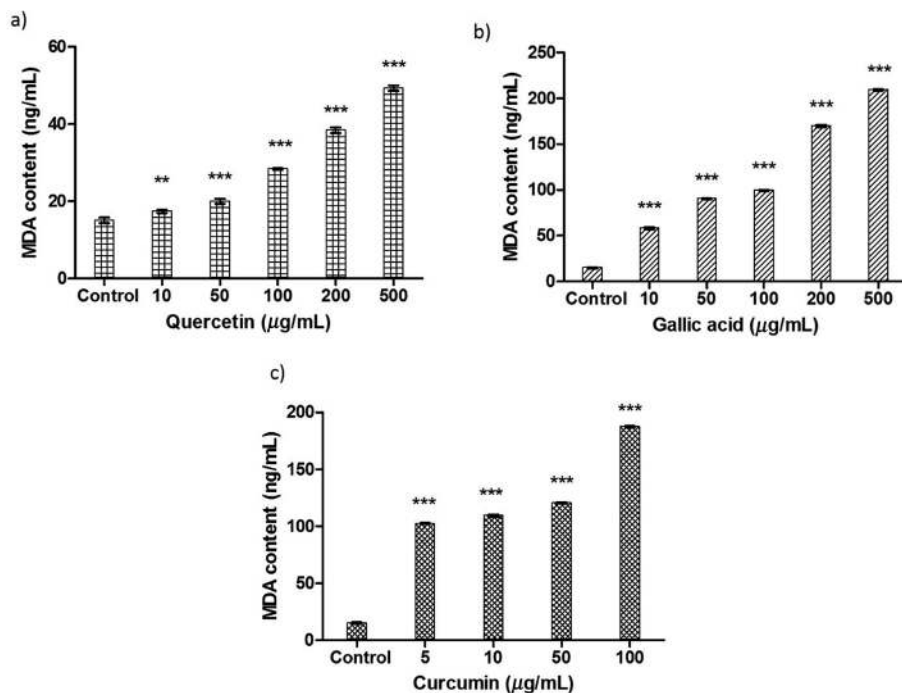 a)
MDA content (ng/mL)
60
40
20
0
**
***
***
***
***
Control 10 50 100 200 500
Quercetin (µg/mL)
b)
MDA content (ng/mL)
250
200
150
100
50
0
***
***
***
***
***
Control 10 50 100 200 500
Gallic acid (µg/mL)
c)
MDA content (ng/mL)
200
150
100
50
0
***
***
***
***
Control 5 10 50 100
Curcumin (µg/mL)